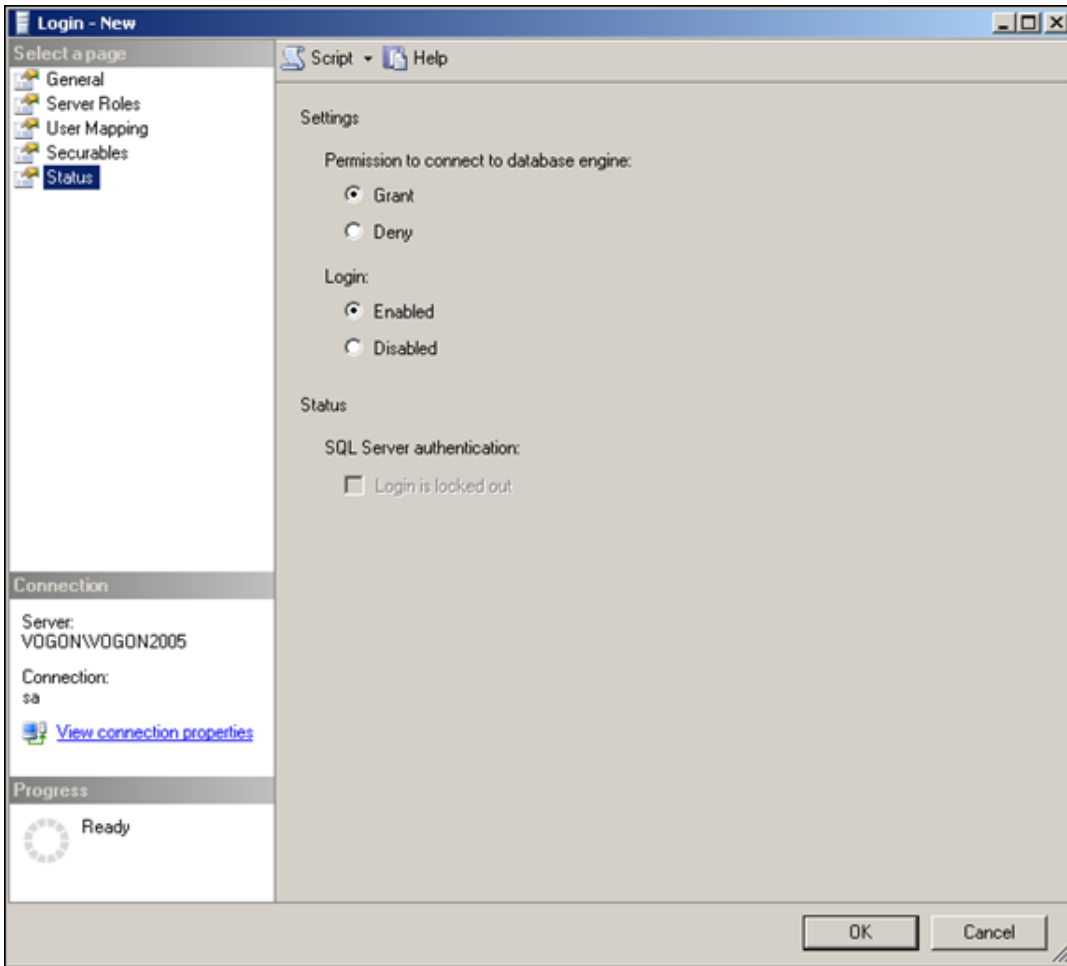 Login - New
Select a page
General
Server Roles
User Mapping
Securables
Status
Script
Help
Settings
Permission to connect to database engine:
Grant
Deny
Login:
Enabled
Disabled
Status
SQL Server authentication:
Login is locked out
Connection
Server:
VOGON\VOGON2005
Connection:
sa
View connection properties
Progress
Ready
OK
Cancel